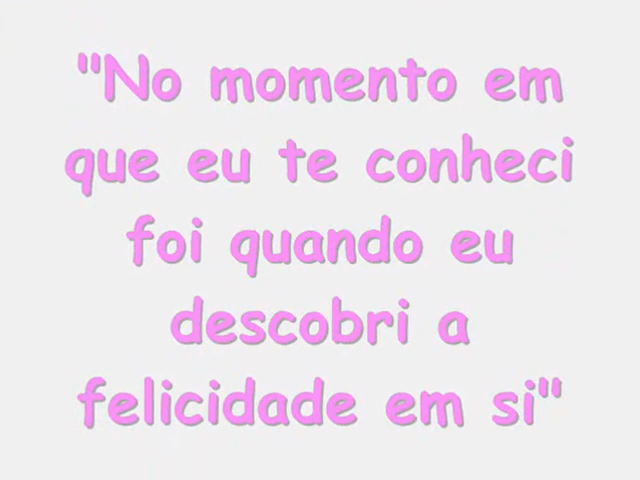 "No momento em
que eu te conheci
foi quando eu
descobri a
felicidade em si"